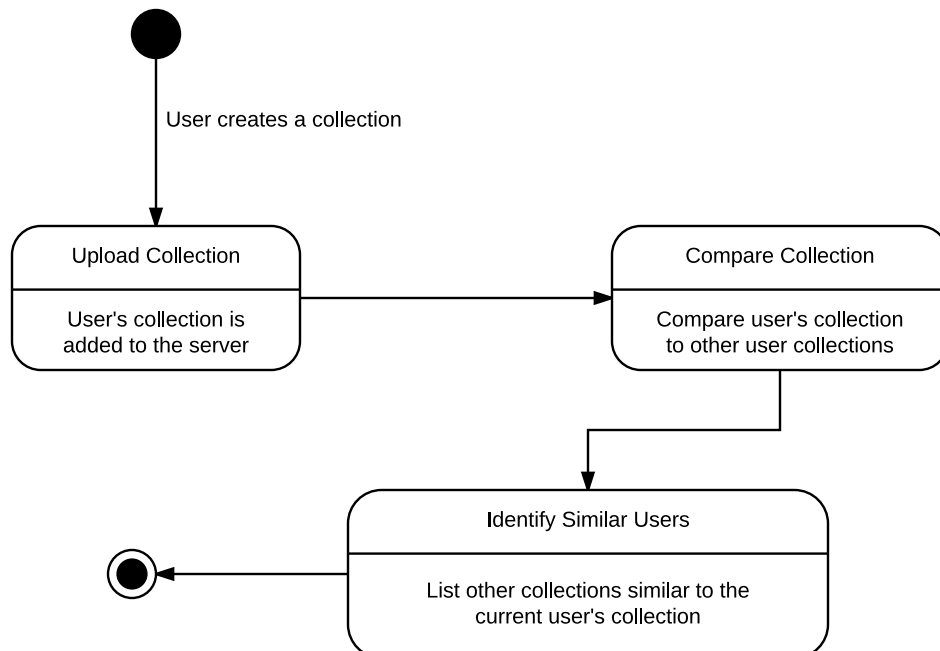 User creates a collection
Upload Collection
User's collection is
added to the server
Compare Collection
Compare user's collection
to other user collections
Identify Similar Users
List other collections similar to the
current user's collection